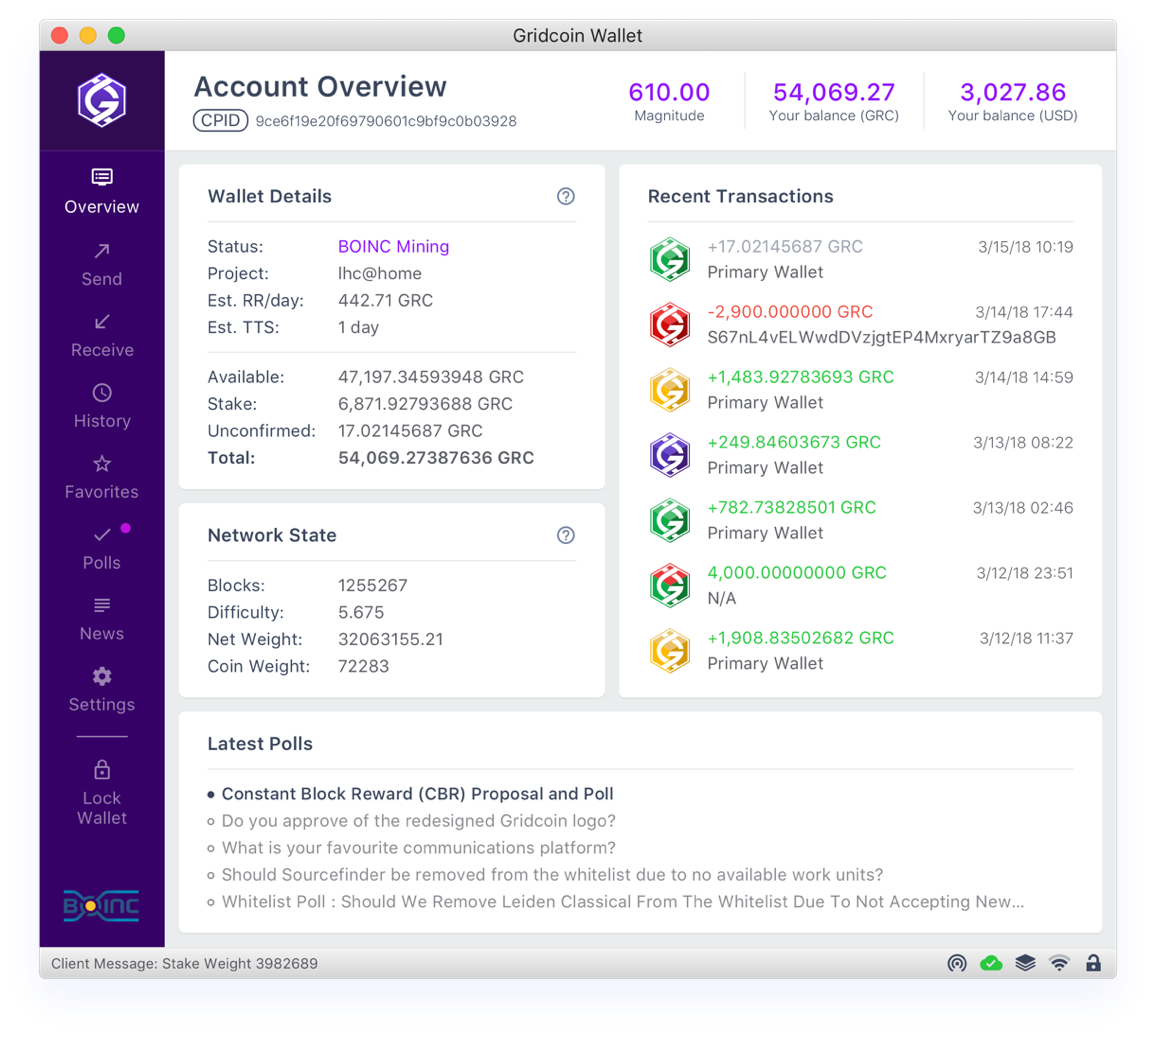 Gridcoin Wallet
Account Overview
CPID 9ce6f19e20f69790601c9bf9c0b03928
610.00
Magnitude
54,069.27
Your balance (GRC)
3,027.86
Your balance (USD)
Overview
Send
Receive
History
Favorites
Polls
News
Settings
Lock
Wallet
BOINC
Wallet Details
Status: BOINC Mining
Project: lhc@home
Est. RR/day: 442.71 GRC
Est. TTS: 1 day
Available: 47,197.34593948 GRC
Stake: 6,871.92793688 GRC
Unconfirmed: 17.02145687 GRC
Total: 54,069.27387636 GRC
Network State
Blocks: 1255267
Difficulty: 5.675
Net Weight: 32063155.21
Coin Weight: 72283
Recent Transactions
+17.02145687 GRC 3/15/18 10:19
Primary Wallet
-2,900.000000 GRC 3/14/18 17:44
S67nL4vELWwdDVzjgtEP4MxryarTZ9a8GB
+1,483.92783693 GRC 3/14/18 14:59
Primary Wallet
+249.84603673 GRC 3/13/18 08:22
Primary Wallet
+782.73828501 GRC 3/13/18 02:46
Primary Wallet
4,000.00000000 GRC 3/12/18 23:51
N/A
+1,908.83502682 GRC 3/12/18 11:37
Primary Wallet
Latest Polls
Constant Block Reward (CBR) Proposal and Poll
Do you approve of the redesigned Gridcoin logo?
What is your favourite communications platform?
Should Sourcefinder be removed from the whitelist due to no available work units?
Whitelist Poll : Should We Remove Leiden Classical From The Whitelist Due To Not Accepting New...
Client Message: Stake Weight 3982689